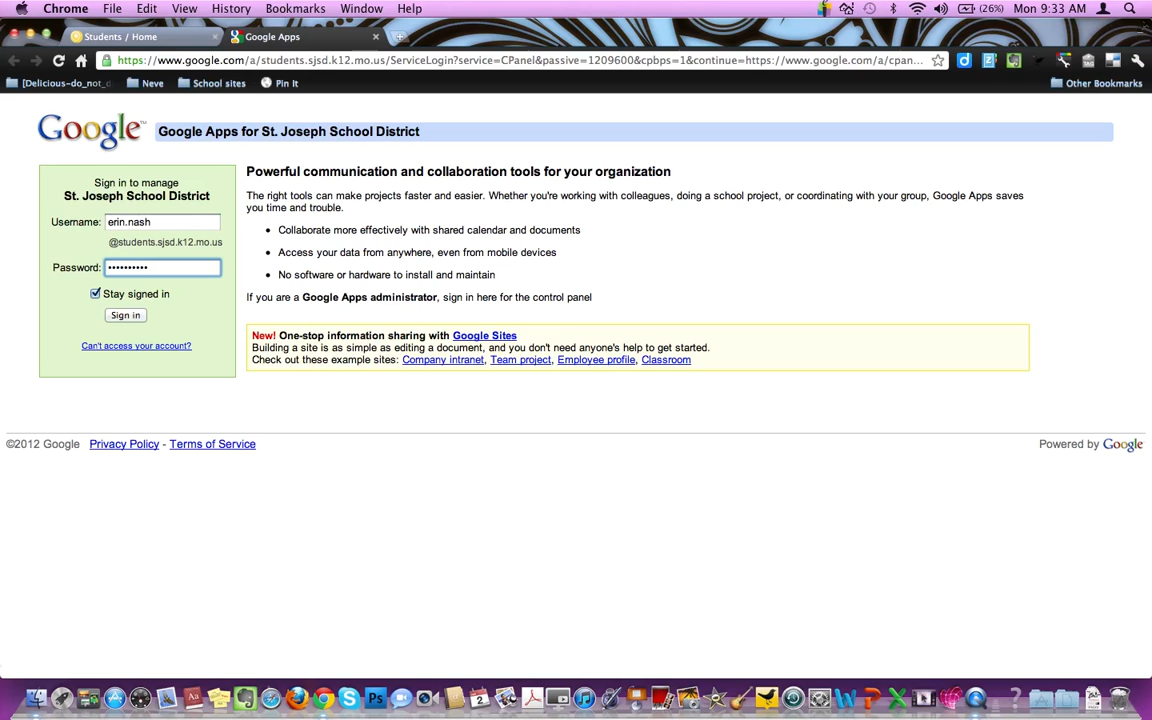 Chrome File Edit View History Bookmarks Window Help (26%) Mon 9:33 AM
Students / Home Google Apps
https://www.google.com/a/students.sjsd.k12.mo.us/ServiceLogin?service=CPanel&passive=1209600&cpbps=1&continue=https://www.google.com/a/cpan...
[Delicious-do_not_d Neve School sites Pin It Other Bookmarks
Google™ Google Apps for St. Joseph School District
Sign in to manage
St. Joseph School District
Username: erin.nash
@students.sjsd.k12.mo.us
Password: ••••••••••
Stay signed in
Sign in
Can't access your account?
Powerful communication and collaboration tools for your organization
The right tools can make projects faster and easier. Whether you're working with colleagues, doing a school project, or coordinating with your group, Google Apps saves
you time and trouble.
• Collaborate more effectively with shared calendar and documents
• Access your data from anywhere, even from mobile devices
• No software or hardware to install and maintain
If you are a Google Apps administrator, sign in here for the control panel
New! One-stop information sharing with Google Sites
Building a site is as simple as editing a document, and you don't need anyone's help to get started.
Check out these example sites: Company intranet, Team project, Employee profile, Classroom
©2012 Google Privacy Policy - Terms of Service Powered by Google